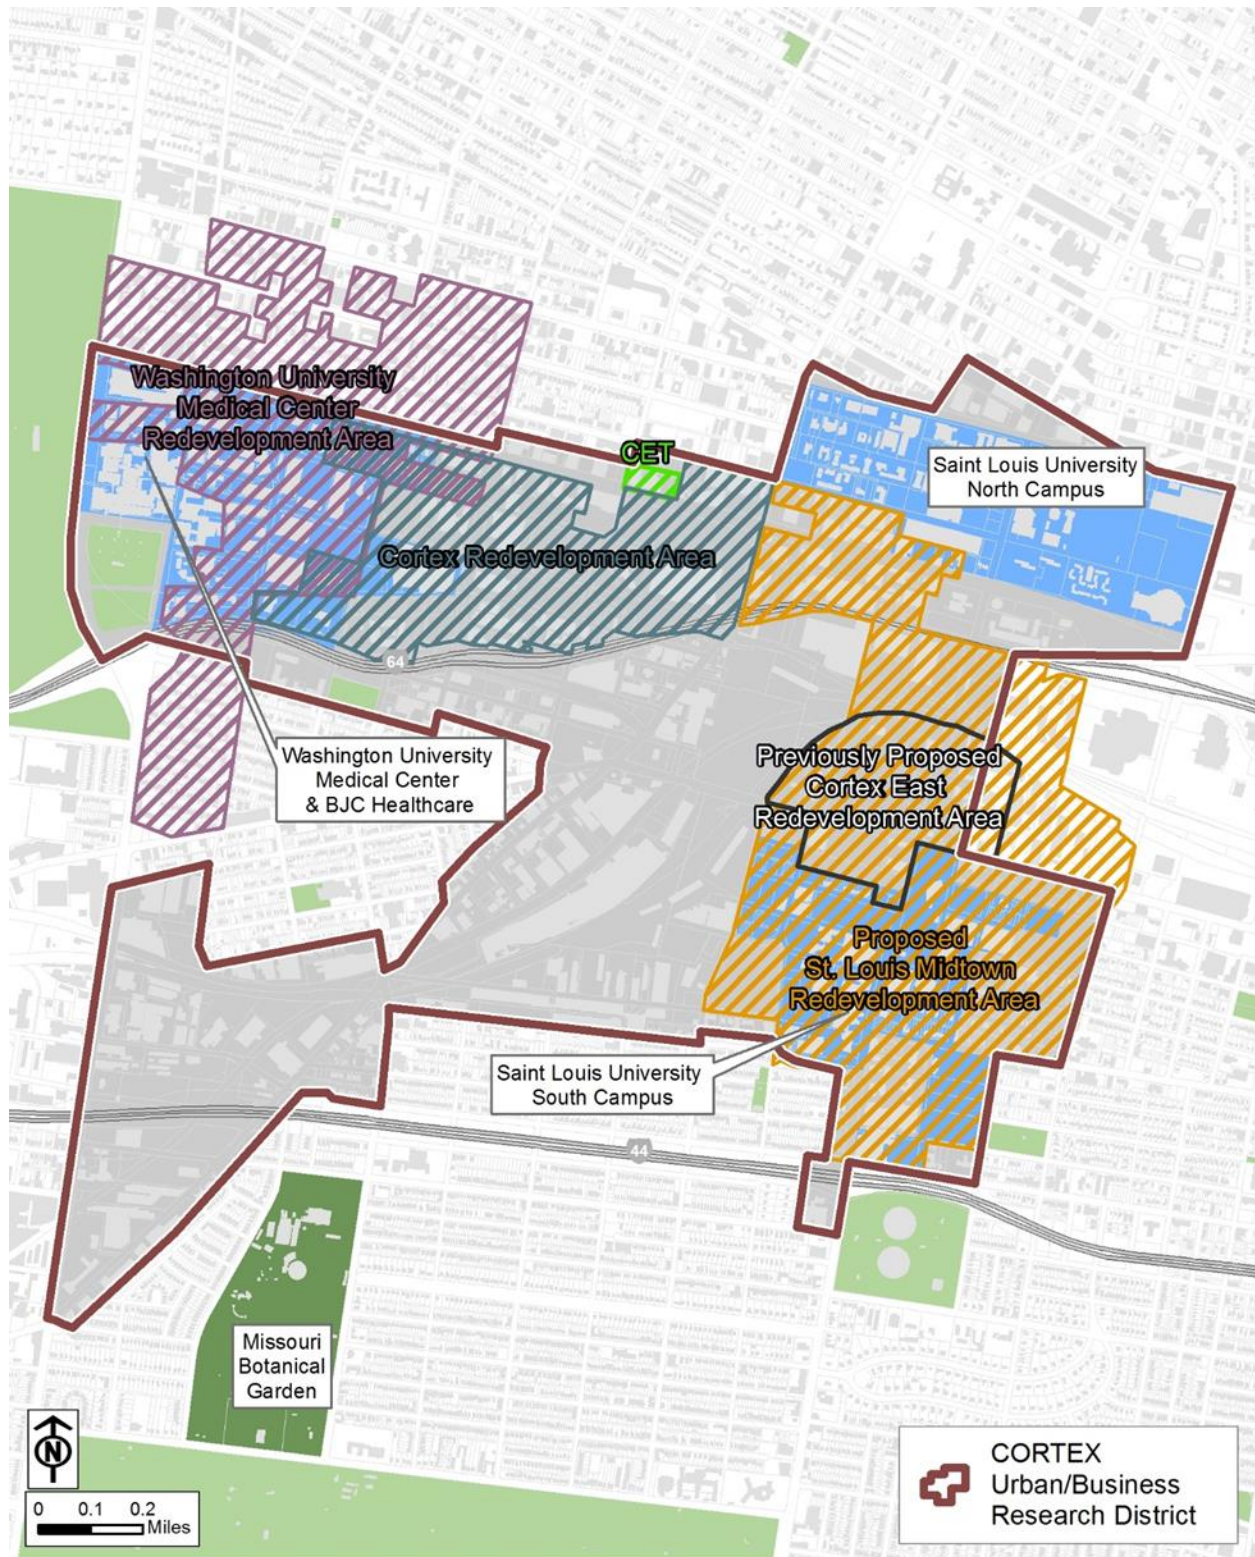 Washington University
Medical Center
Redevelopment Area
CET
Saint Louis University
North Campus
Cortex Redevelopment Area
64
Washington University
Medical Center
& BJC Healthcare
Previously Proposed
Cortex East
Redevelopment Area
Proposed
St. Louis Midtown
Redevelopment Area
Saint Louis University
South Campus
44
Missouri
Botanical
Garden
N
0 0.1 0.2
Miles
CORTEX
Urban/Business
Research District